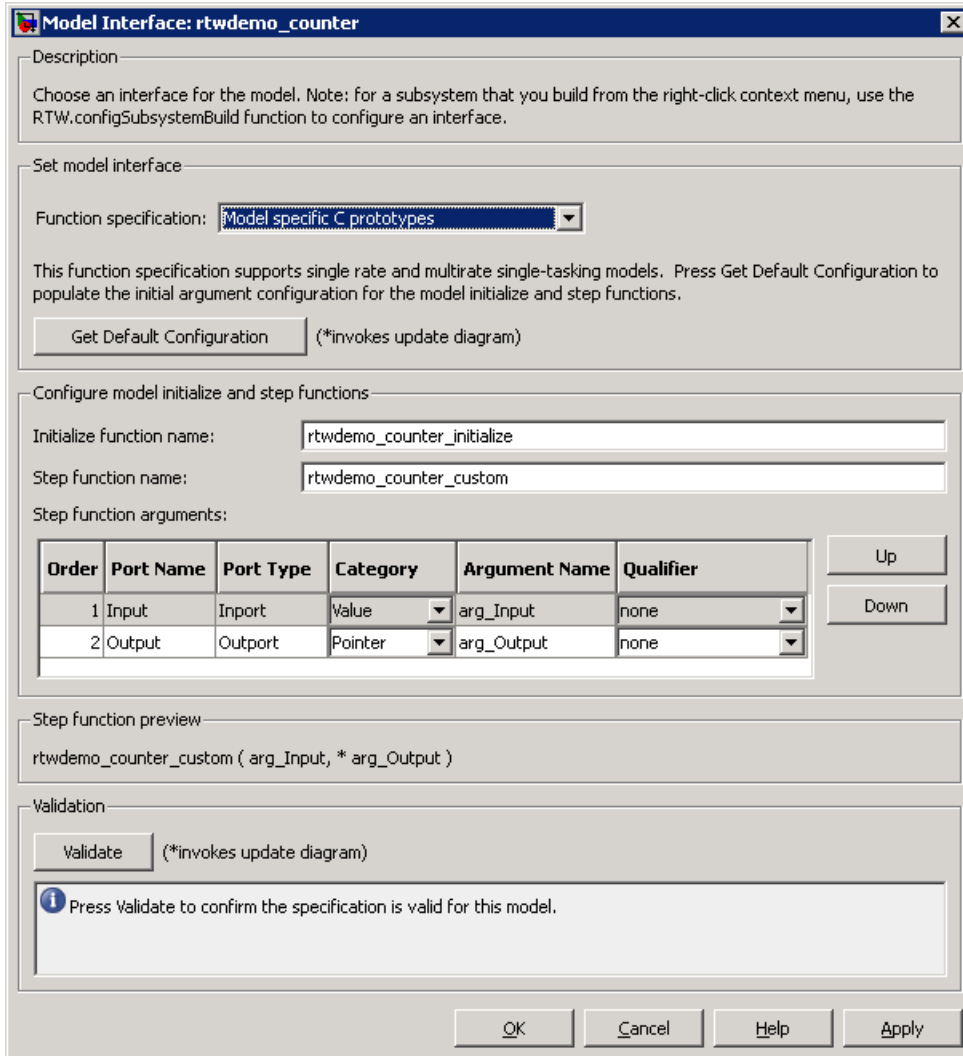 Model Interface: rtwdemo_counter
Description
Choose an interface for the model. Note: for a subsystem that you build from the right-click context menu, use the
RTW.configSubsystemBuild function to configure an interface.
Set model interface
Function specification: Model specific C prototypes
This function specification supports single rate and multirate single-tasking models. Press Get Default Configuration to
populate the initial argument configuration for the model initialize and step functions.
Get Default Configuration (*invokes update diagram)
Configure model initialize and step functions
Initialize function name: rtwdemo_counter_initialize
Step function name: rtwdemo_counter_custom
Step function arguments:
Order Port Name Port Type Category Argument Name Qualifier
1 Input Inport Value arg_Input none
2 Output Outport Pointer arg_Output none
Up
Down
Step function preview
rtwdemo_counter_custom ( arg_Input, * arg_Output )
Validation
Validate (*invokes update diagram)
Press Validate to confirm the specification is valid for this model.
OK Cancel Help Apply